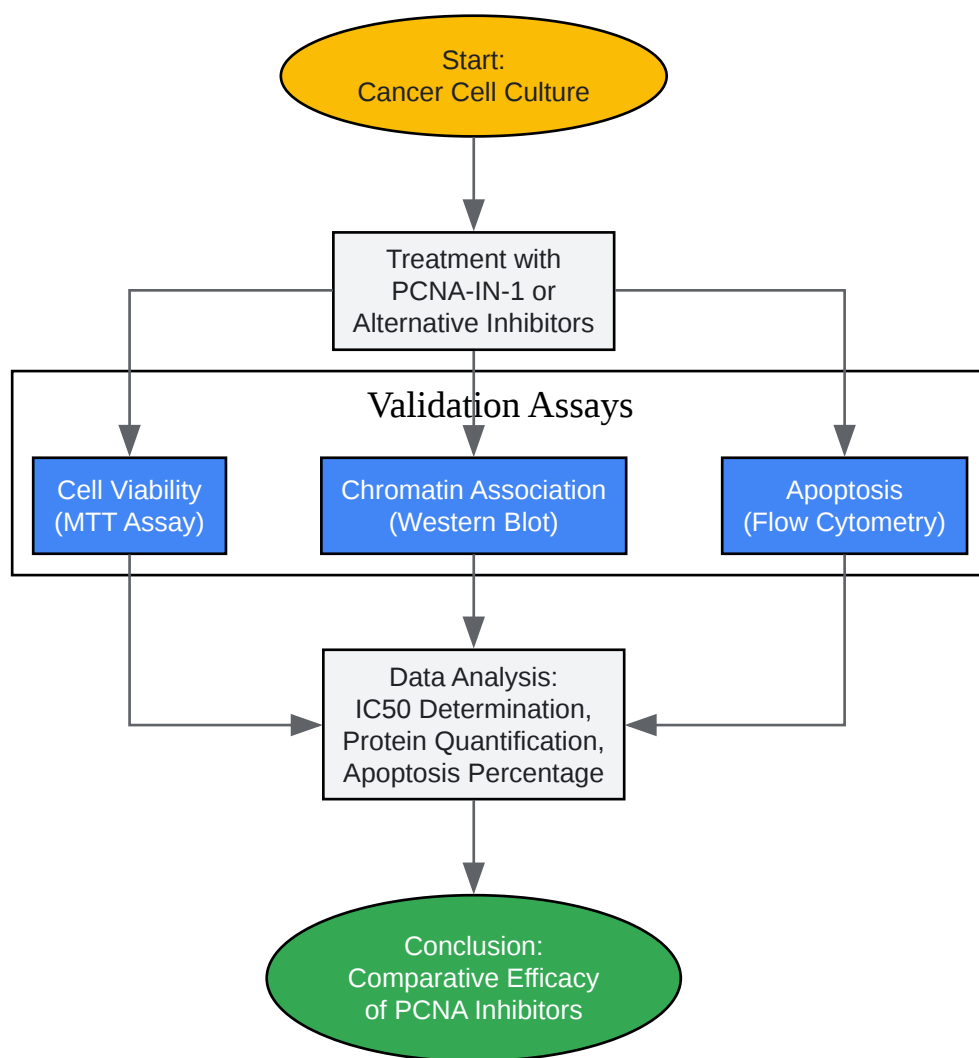 Start:
Cancer Cell Culture
Treatment with
PCNA-IN-1 or
Alternative Inhibitors
Validation Assays
Cell Viability
(MTT Assay)
Chromatin Association
(Western Blot)
Apoptosis
(Flow Cytometry)
Data Analysis:
IC50 Determination,
Protein Quantification,
Apoptosis Percentage
Conclusion:
Comparative Efficacy
of PCNA Inhibitors